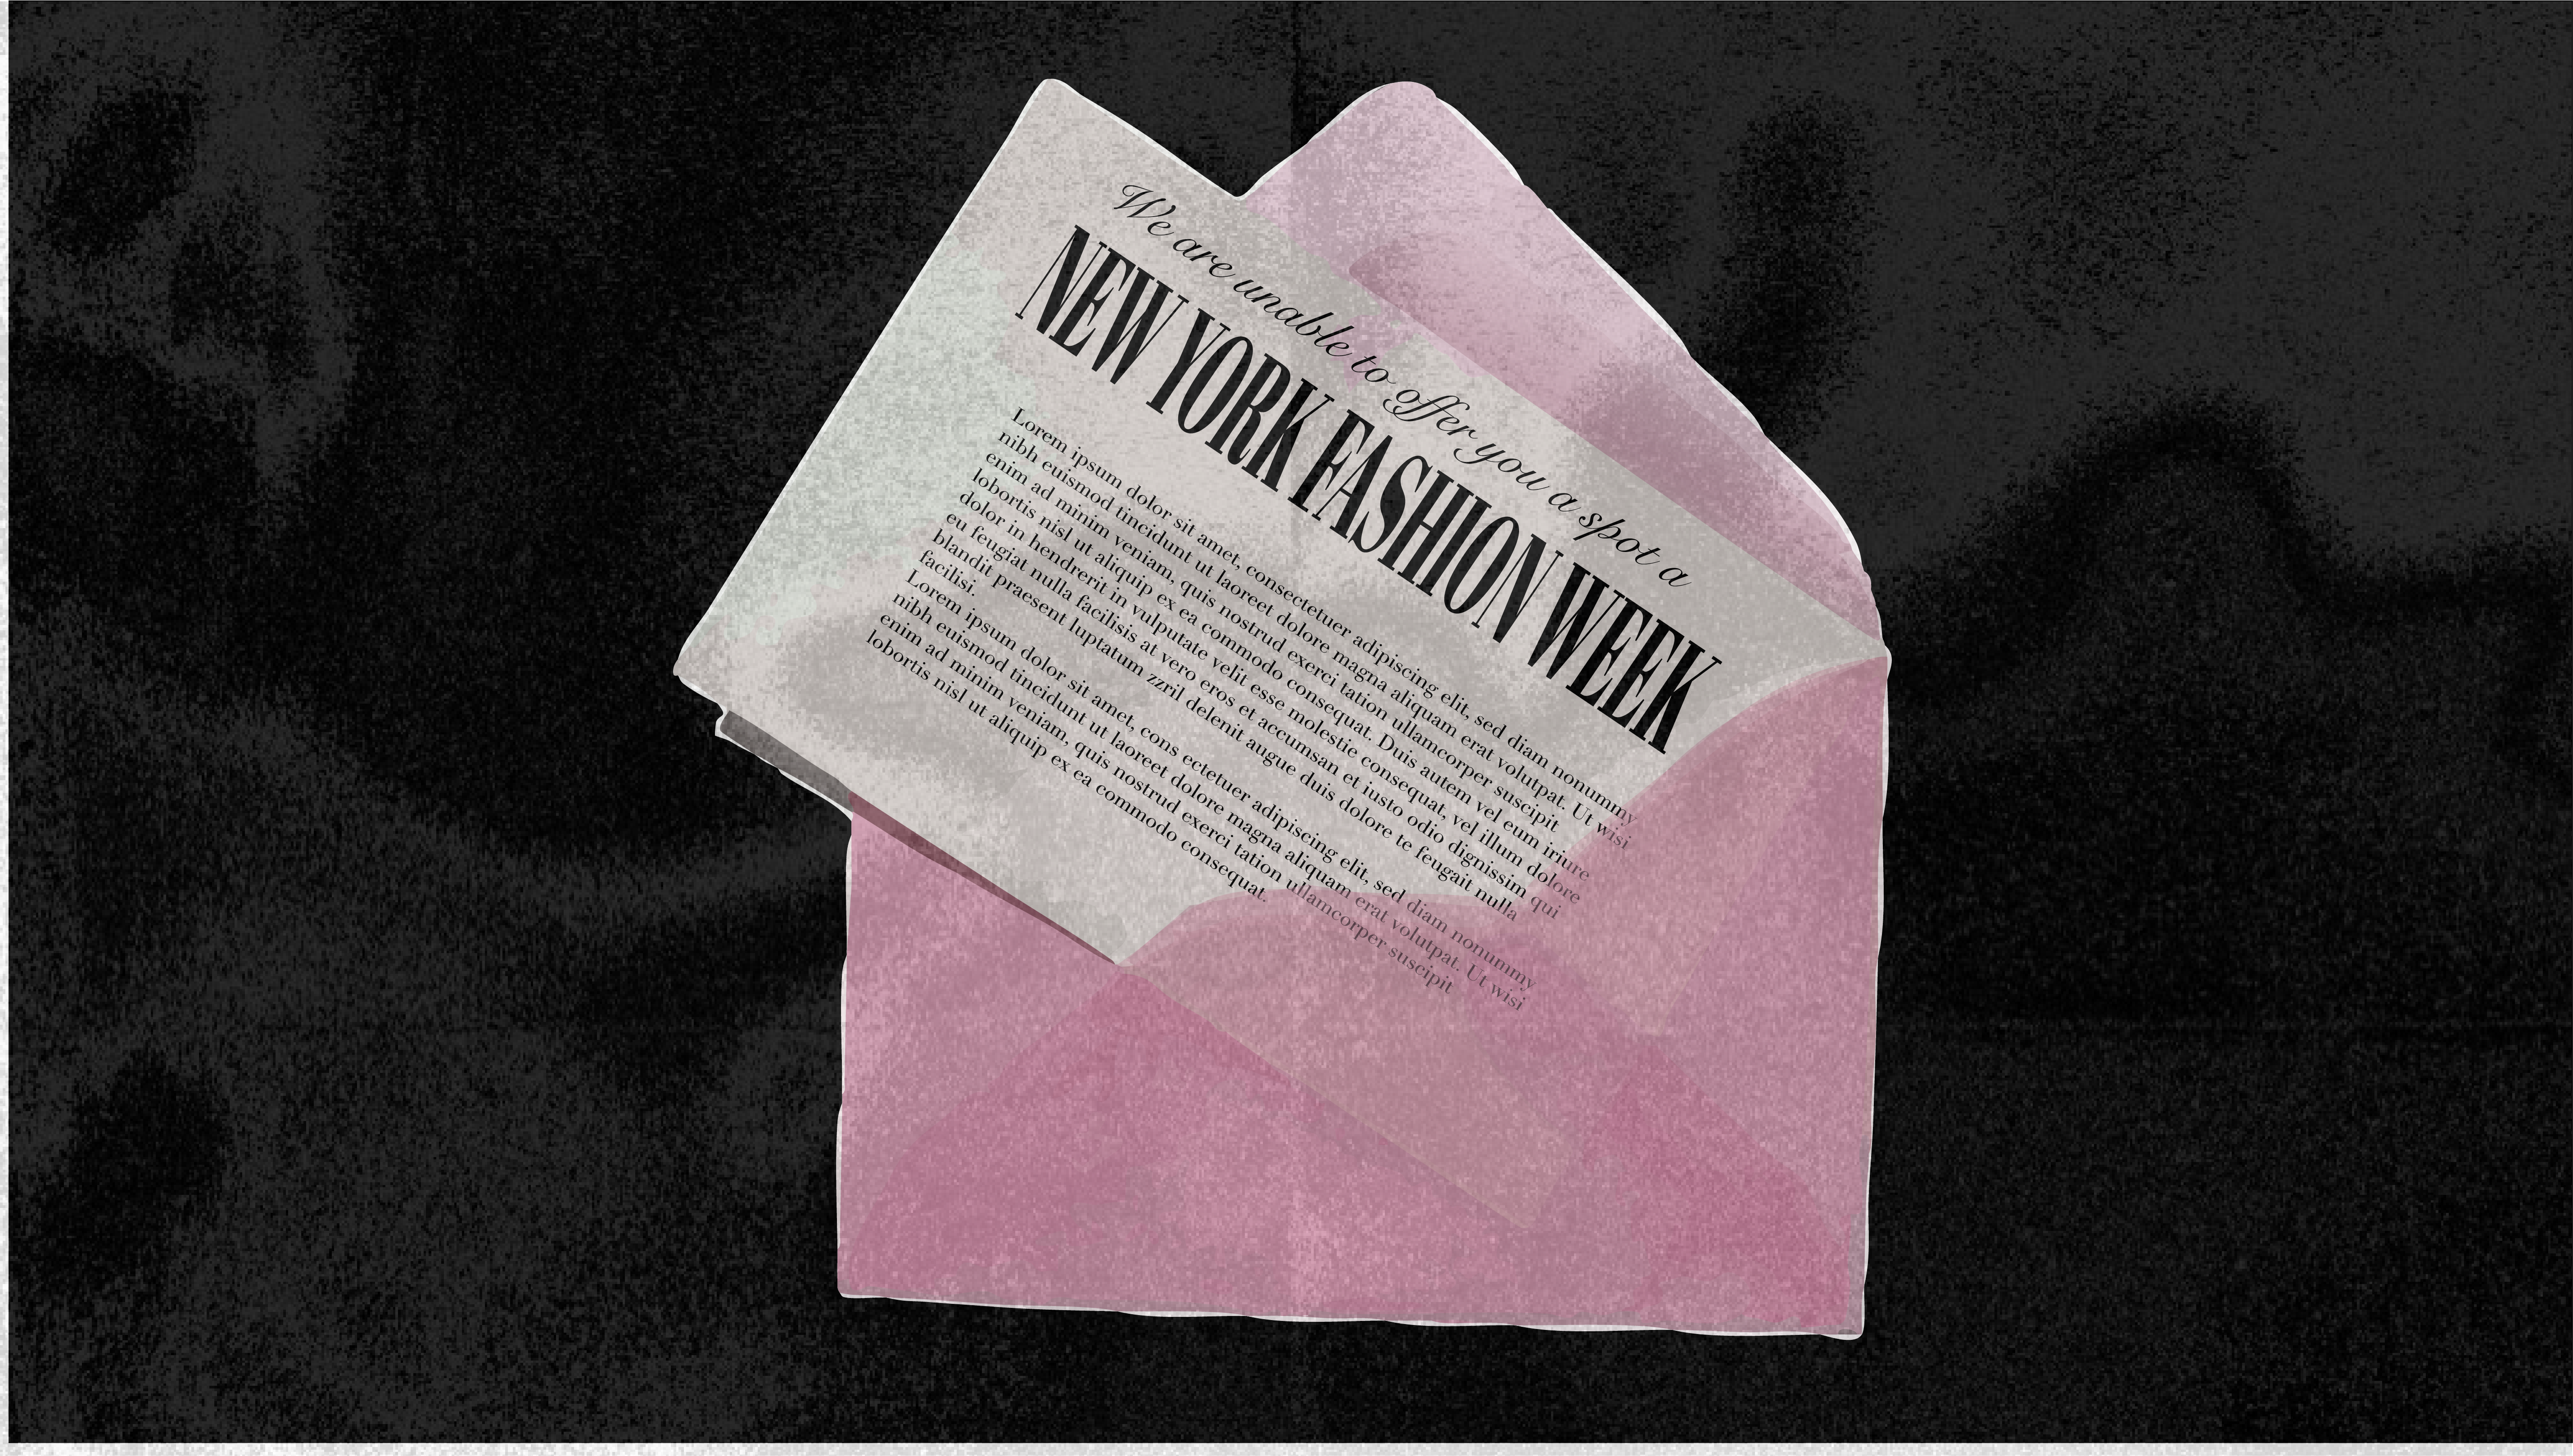 We are unable to offer you a spot a
NEW YORK FASHION WEEK
Lorem ipsum dolor sit amet, consectetuer adipiscing elit, sed diam nonummy
nibh euismod tincidunt ut laoreet dolore magna aliquam erat volutpat. Ut wisi
enim ad minim veniam, quis nostrud exerci tation ullamcorper suscipit
lobortis nisl ut aliquip ex ea commodo consequat. Duis autem vel eum iriure
dolor in hendrerit in vulputate velit esse molestie consequat, vel illum dolore
eu feugiat nulla facilisis at vero eros et accumsan et iusto odio dignissim qui
blandit praesent luptatum zzril delenit augue duis dolore te feugait nulla
facilisi.
Lorem ipsum dolor sit amet, cons ectetuer adipiscing elit, sed diam nonummy
nibh euismod tincidunt ut laoreet dolore magna aliquam erat volutpat. Ut wisi
enim ad minim veniam, quis nostrud exerci tation ullamcorper suscipit
lobortis nisl ut aliquip ex ea commodo consequat.